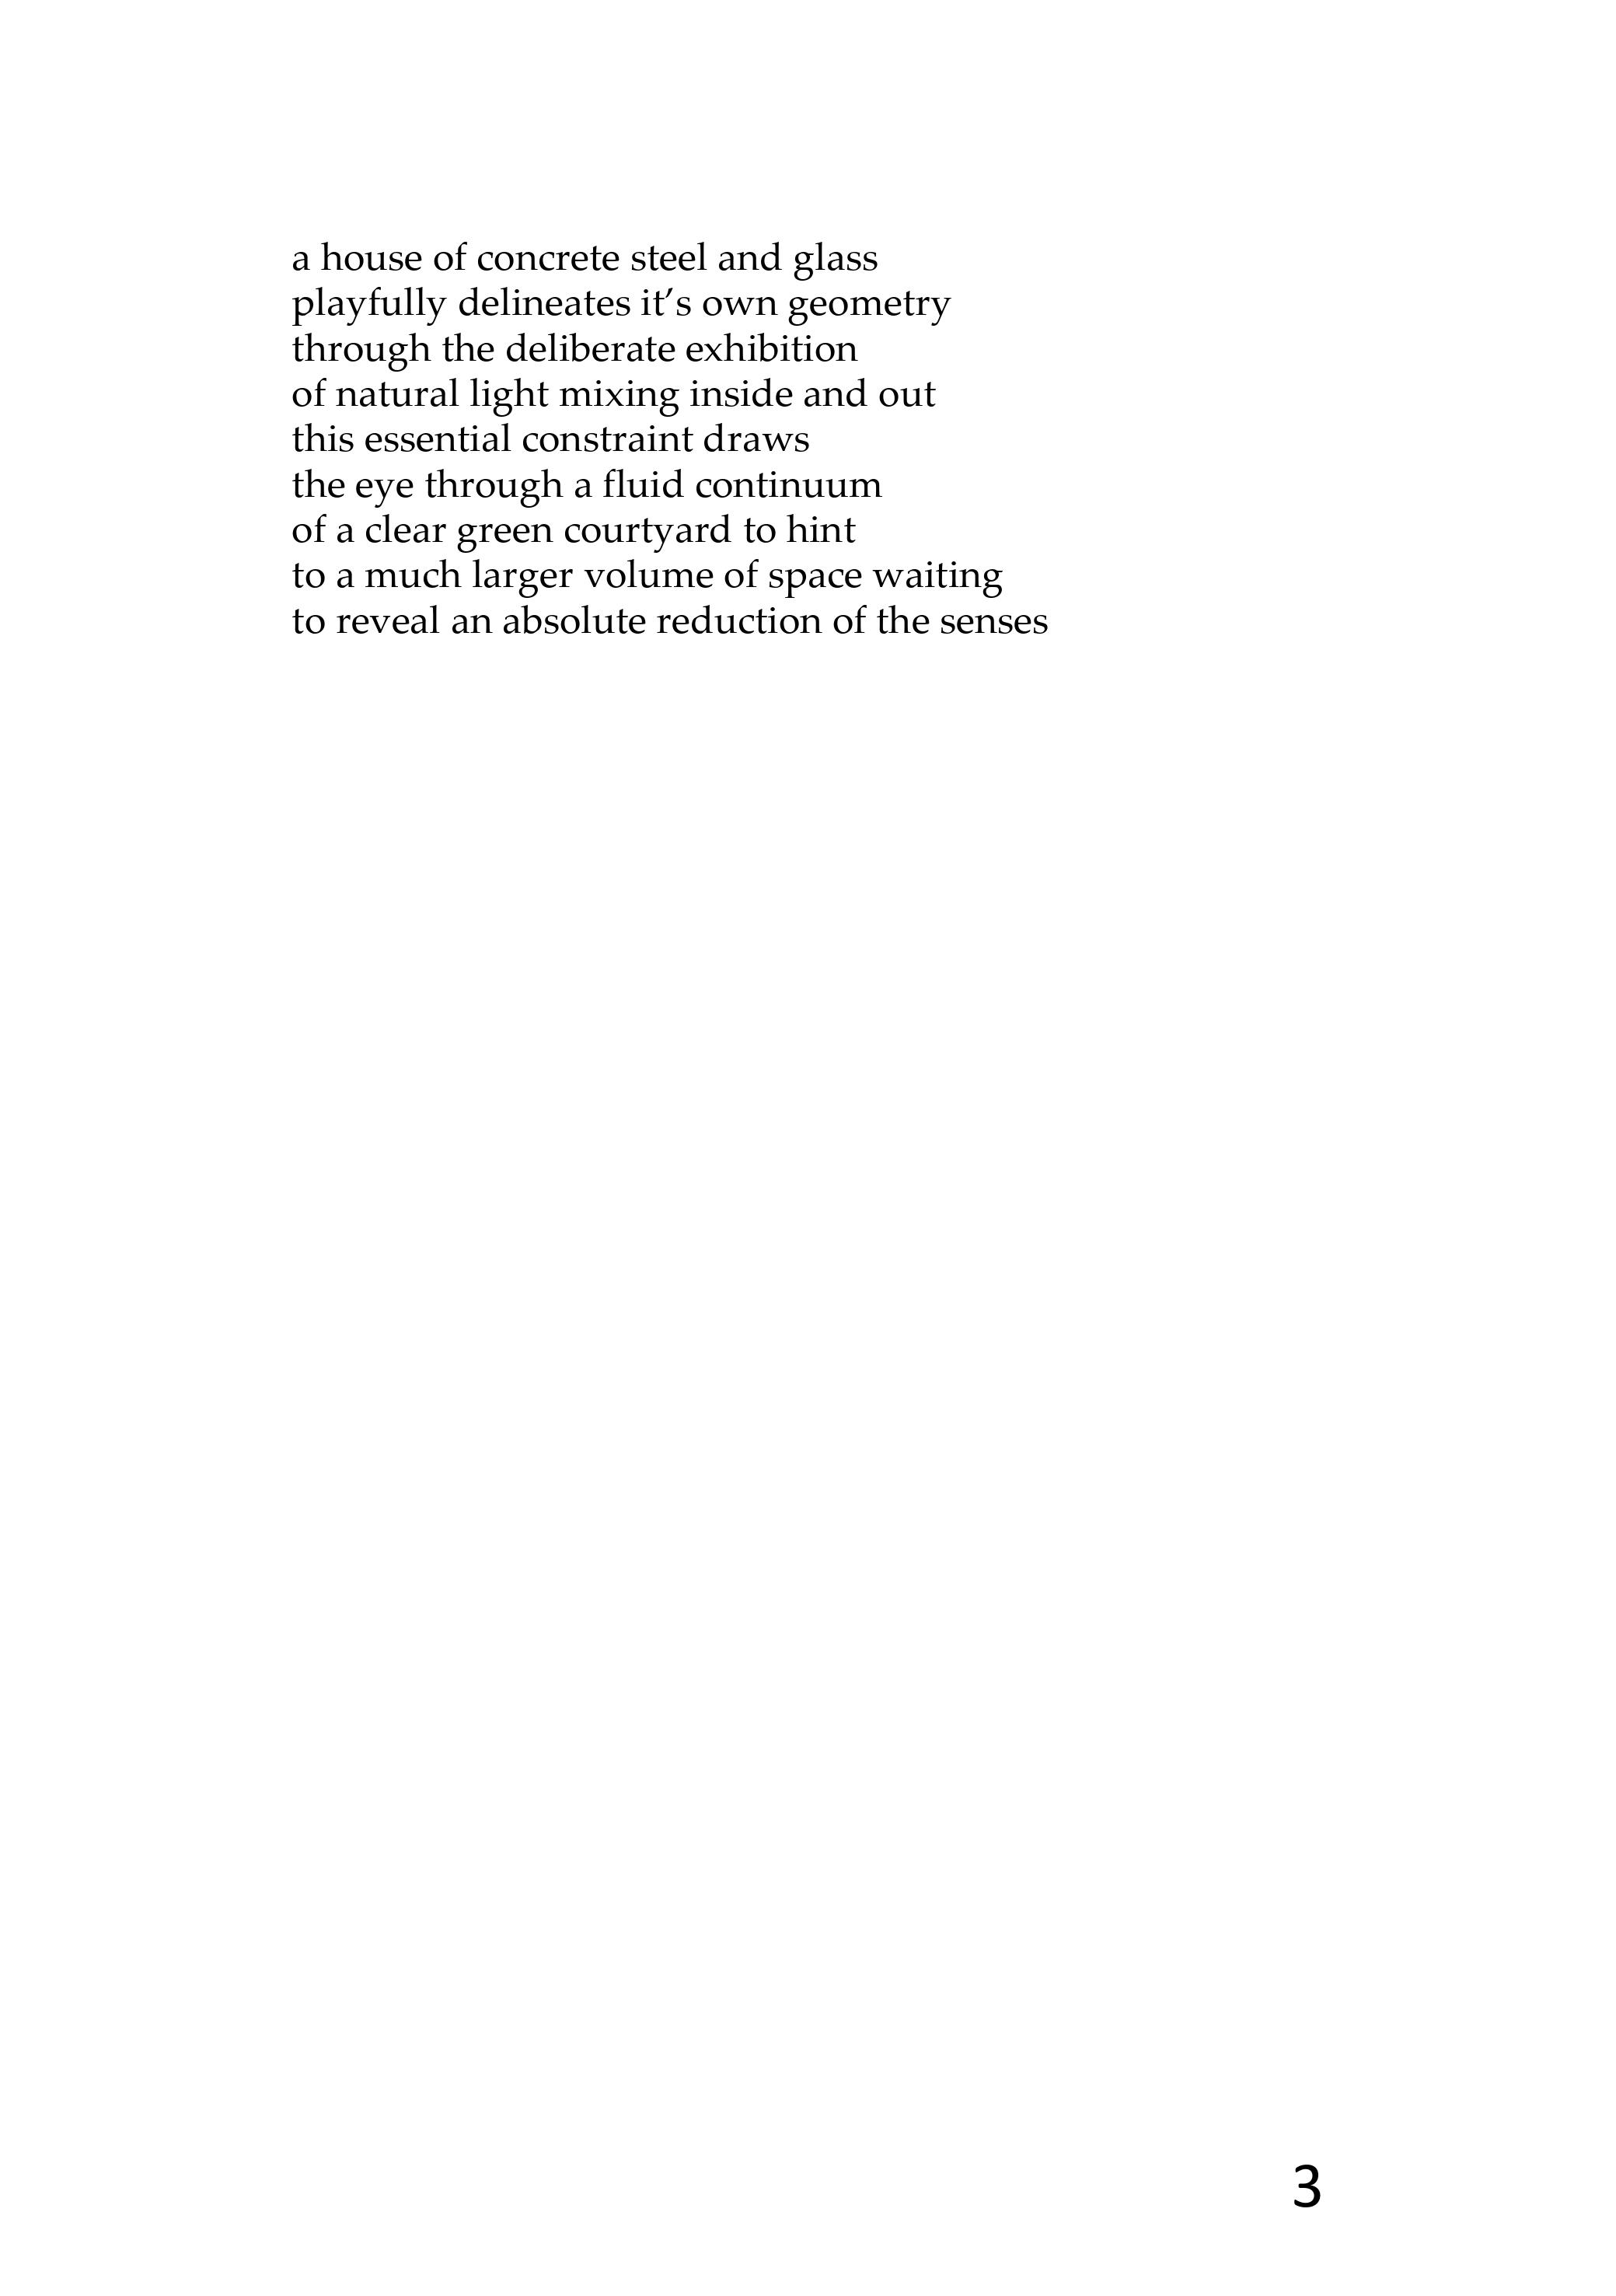 a house of concrete steel and glass
playfully delineates it’s own geometry
through the deliberate exhibition
of natural light mixing inside and out
this essential constraint draws
the eye through a fluid continuum
of a clear green courtyard to hint
to a much larger volume of space waiting
to reveal an absolute reduction of the senses
3